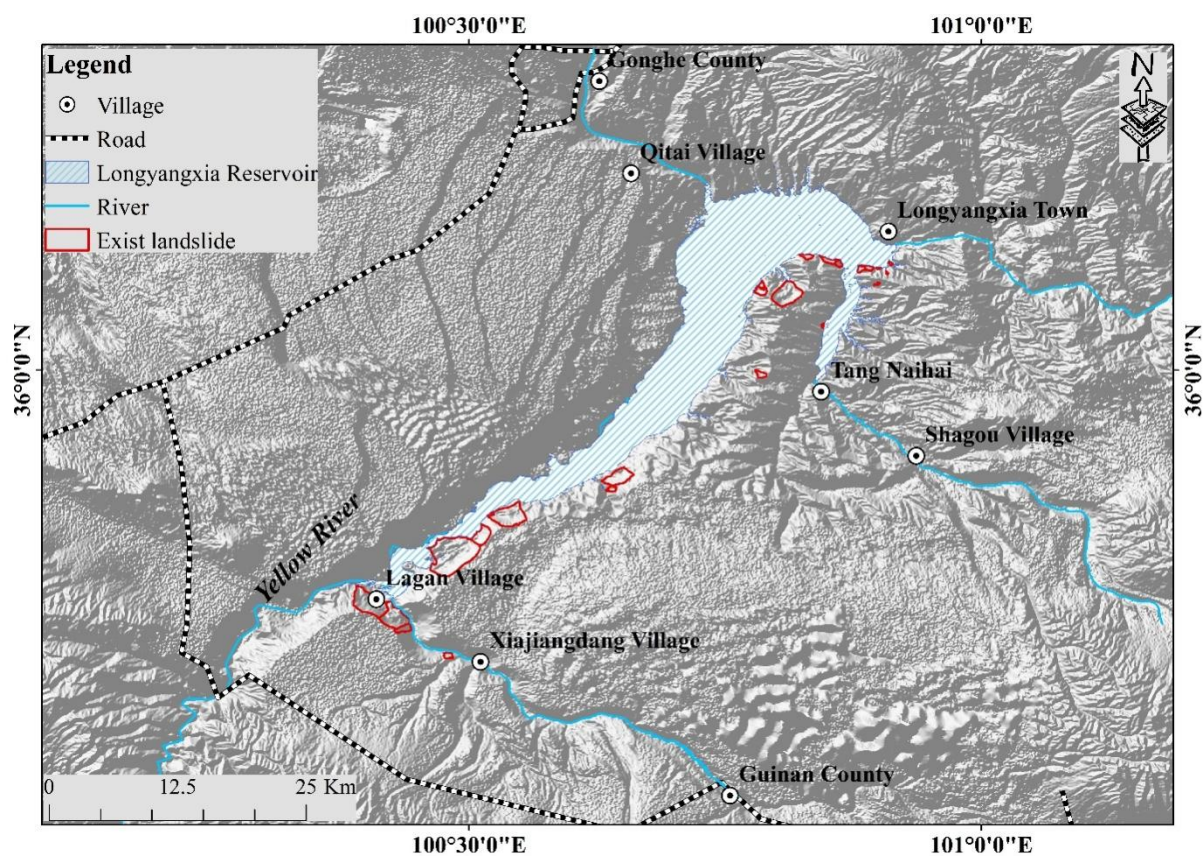 100°30'0"E
101°0'0"E
Legend
Village
Road
Longyangxia Reservoir
River
Exist landslide
N
Gonghe County
Qitai Village
Longyangxia Town
36°0'0"N
36°0'0"N
Tang Naihai
Shagou Village
Yellow River
Lagan Village
Xiajiangdang Village
Guinan County
0 12.5 25 Km
100°30'0"E
101°0'0"E